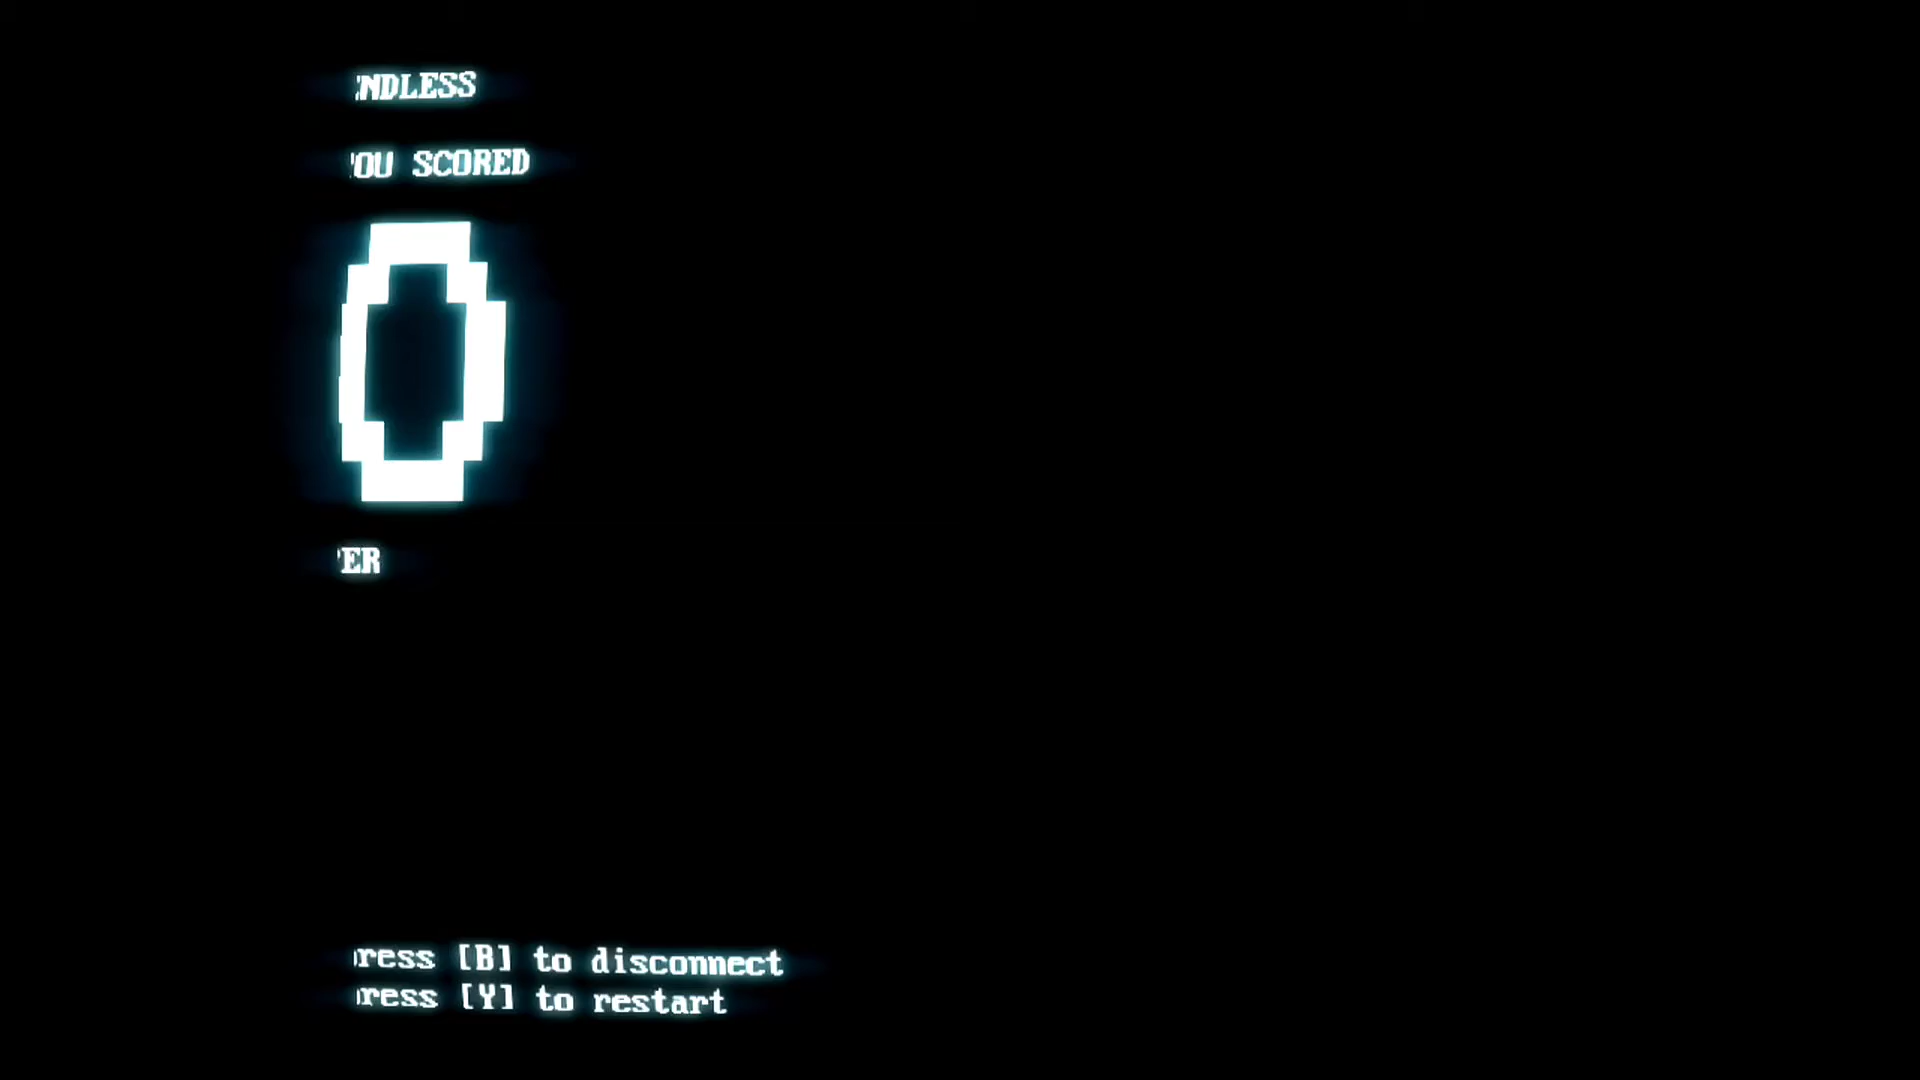 NDLESS
OU SCORED
0
ER
ress [B] to disconnect
ress [Y] to restart